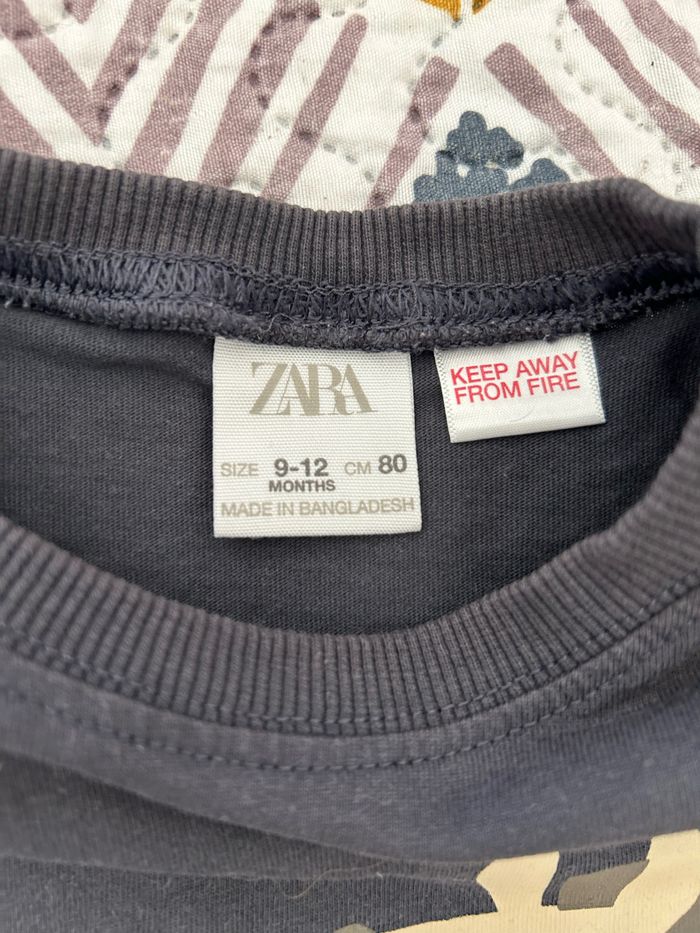 ZARA
SIZE 9-12 CM 80
MONTHS
MADE IN BANGLADESH
KEEP AWAY
FROM FIRE